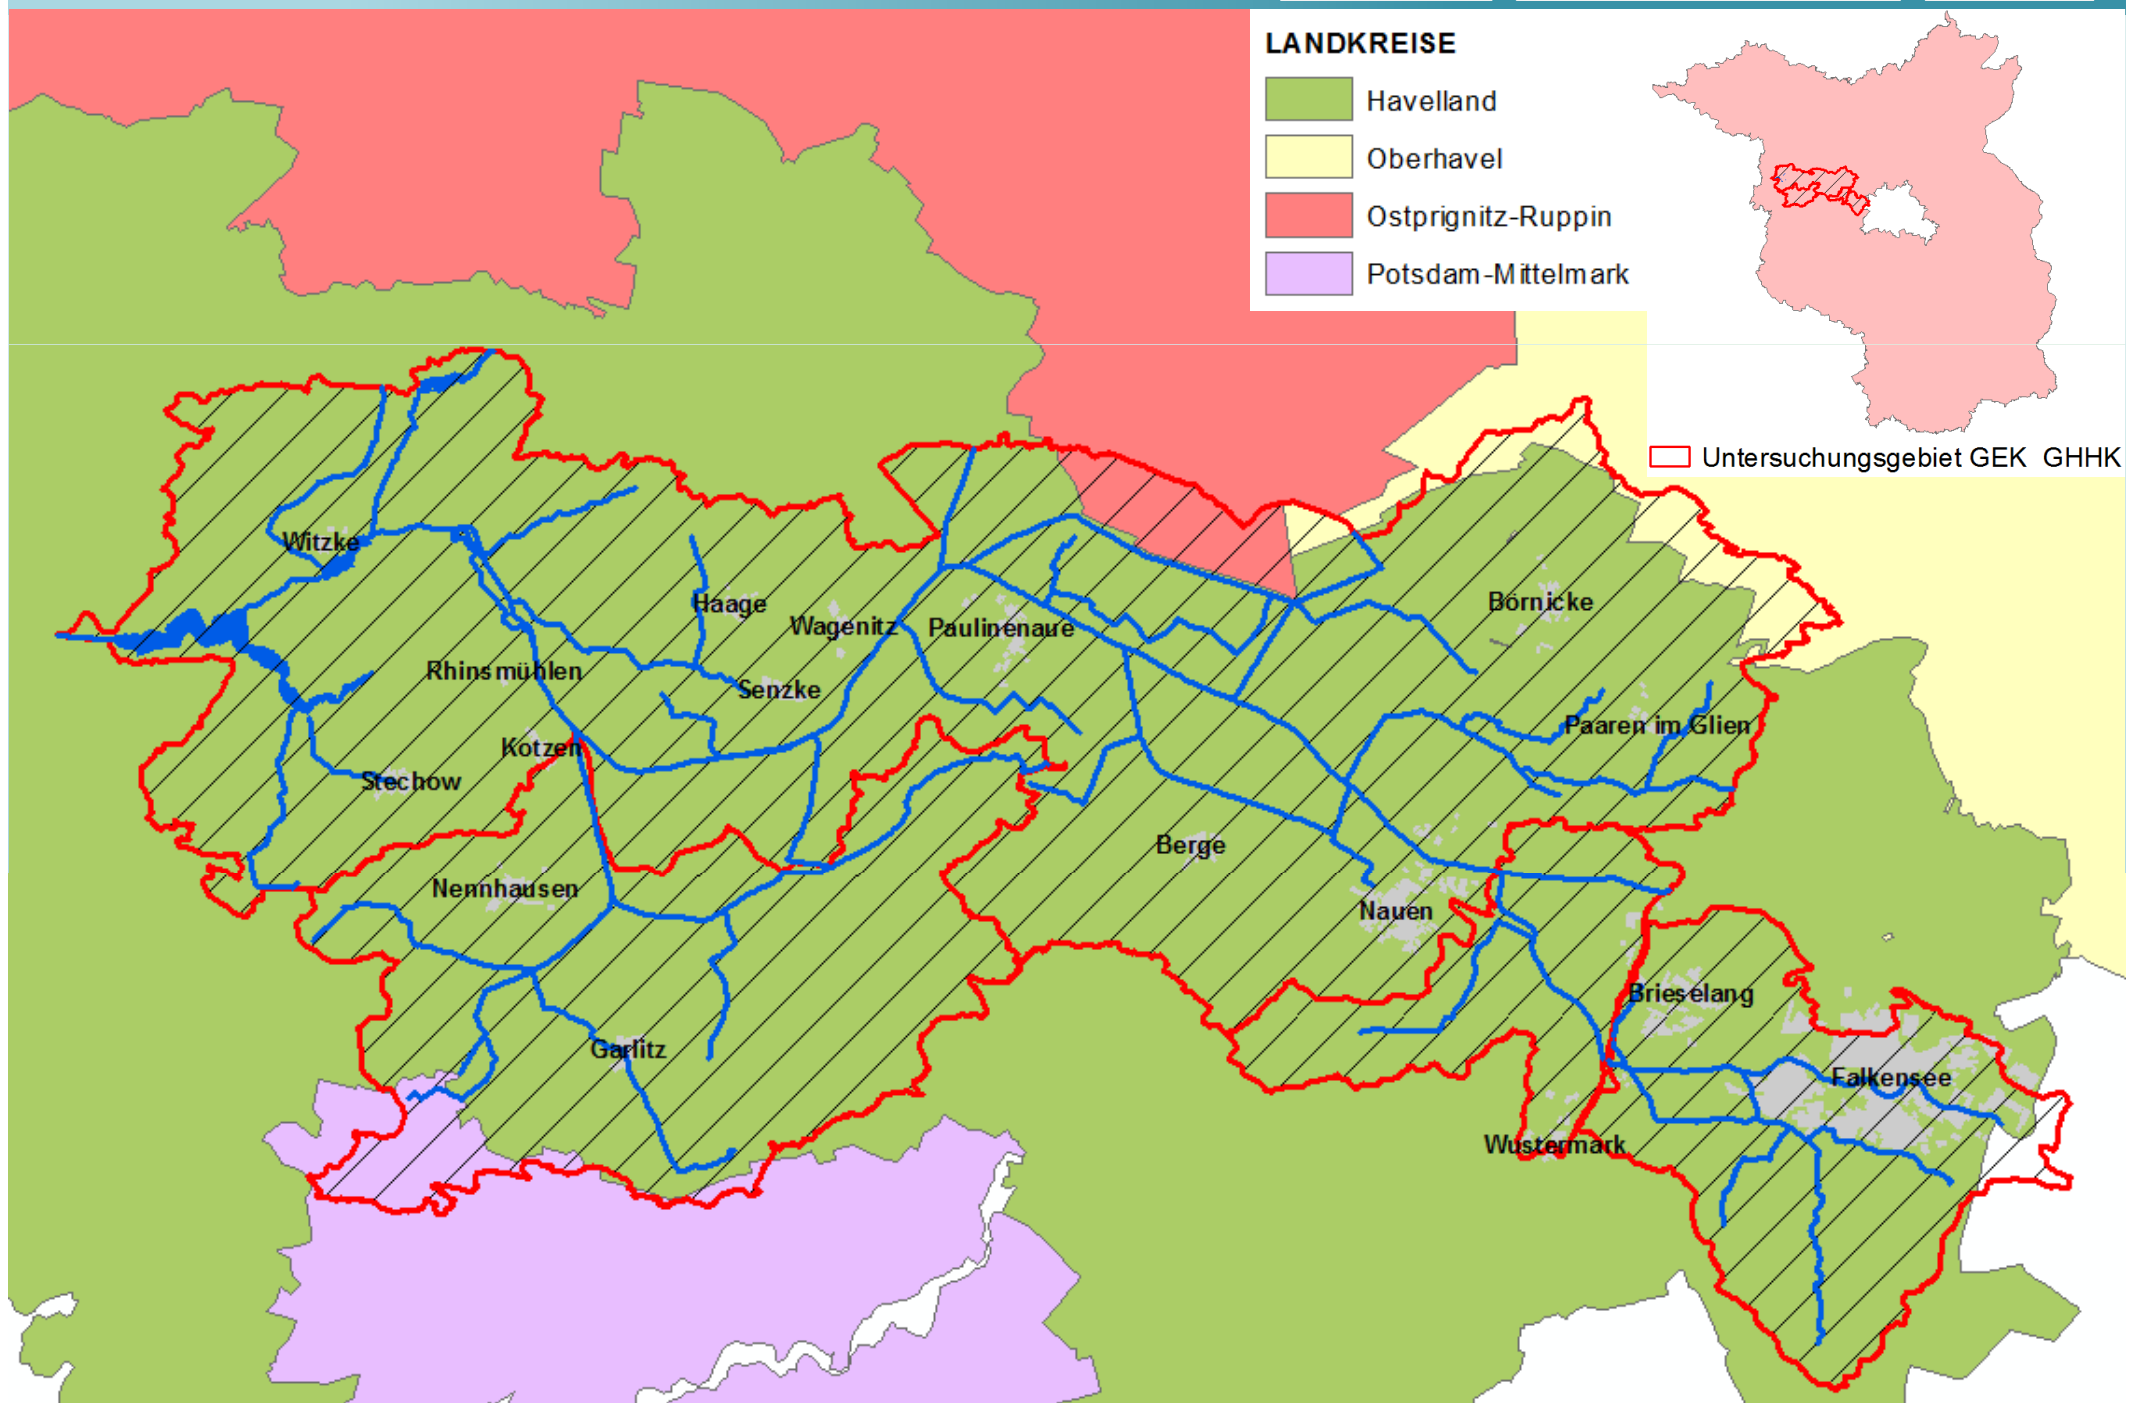 LANDKREISE
Havelland
Oberhavel
Ostprignitz-Ruppin
Potsdam-Mittelmark
Untersuchungsgebiet GEK GHHK
Witzke
Haage
Wagenitz
Paulinenaue
Börnicke
Rhinsmühlen
Senzke
Kotzen
Paaren im Glien
Stechow
Berge
Nennhausen
Nauen
Brieselang
Garlitz
Falkensee
Wustermark